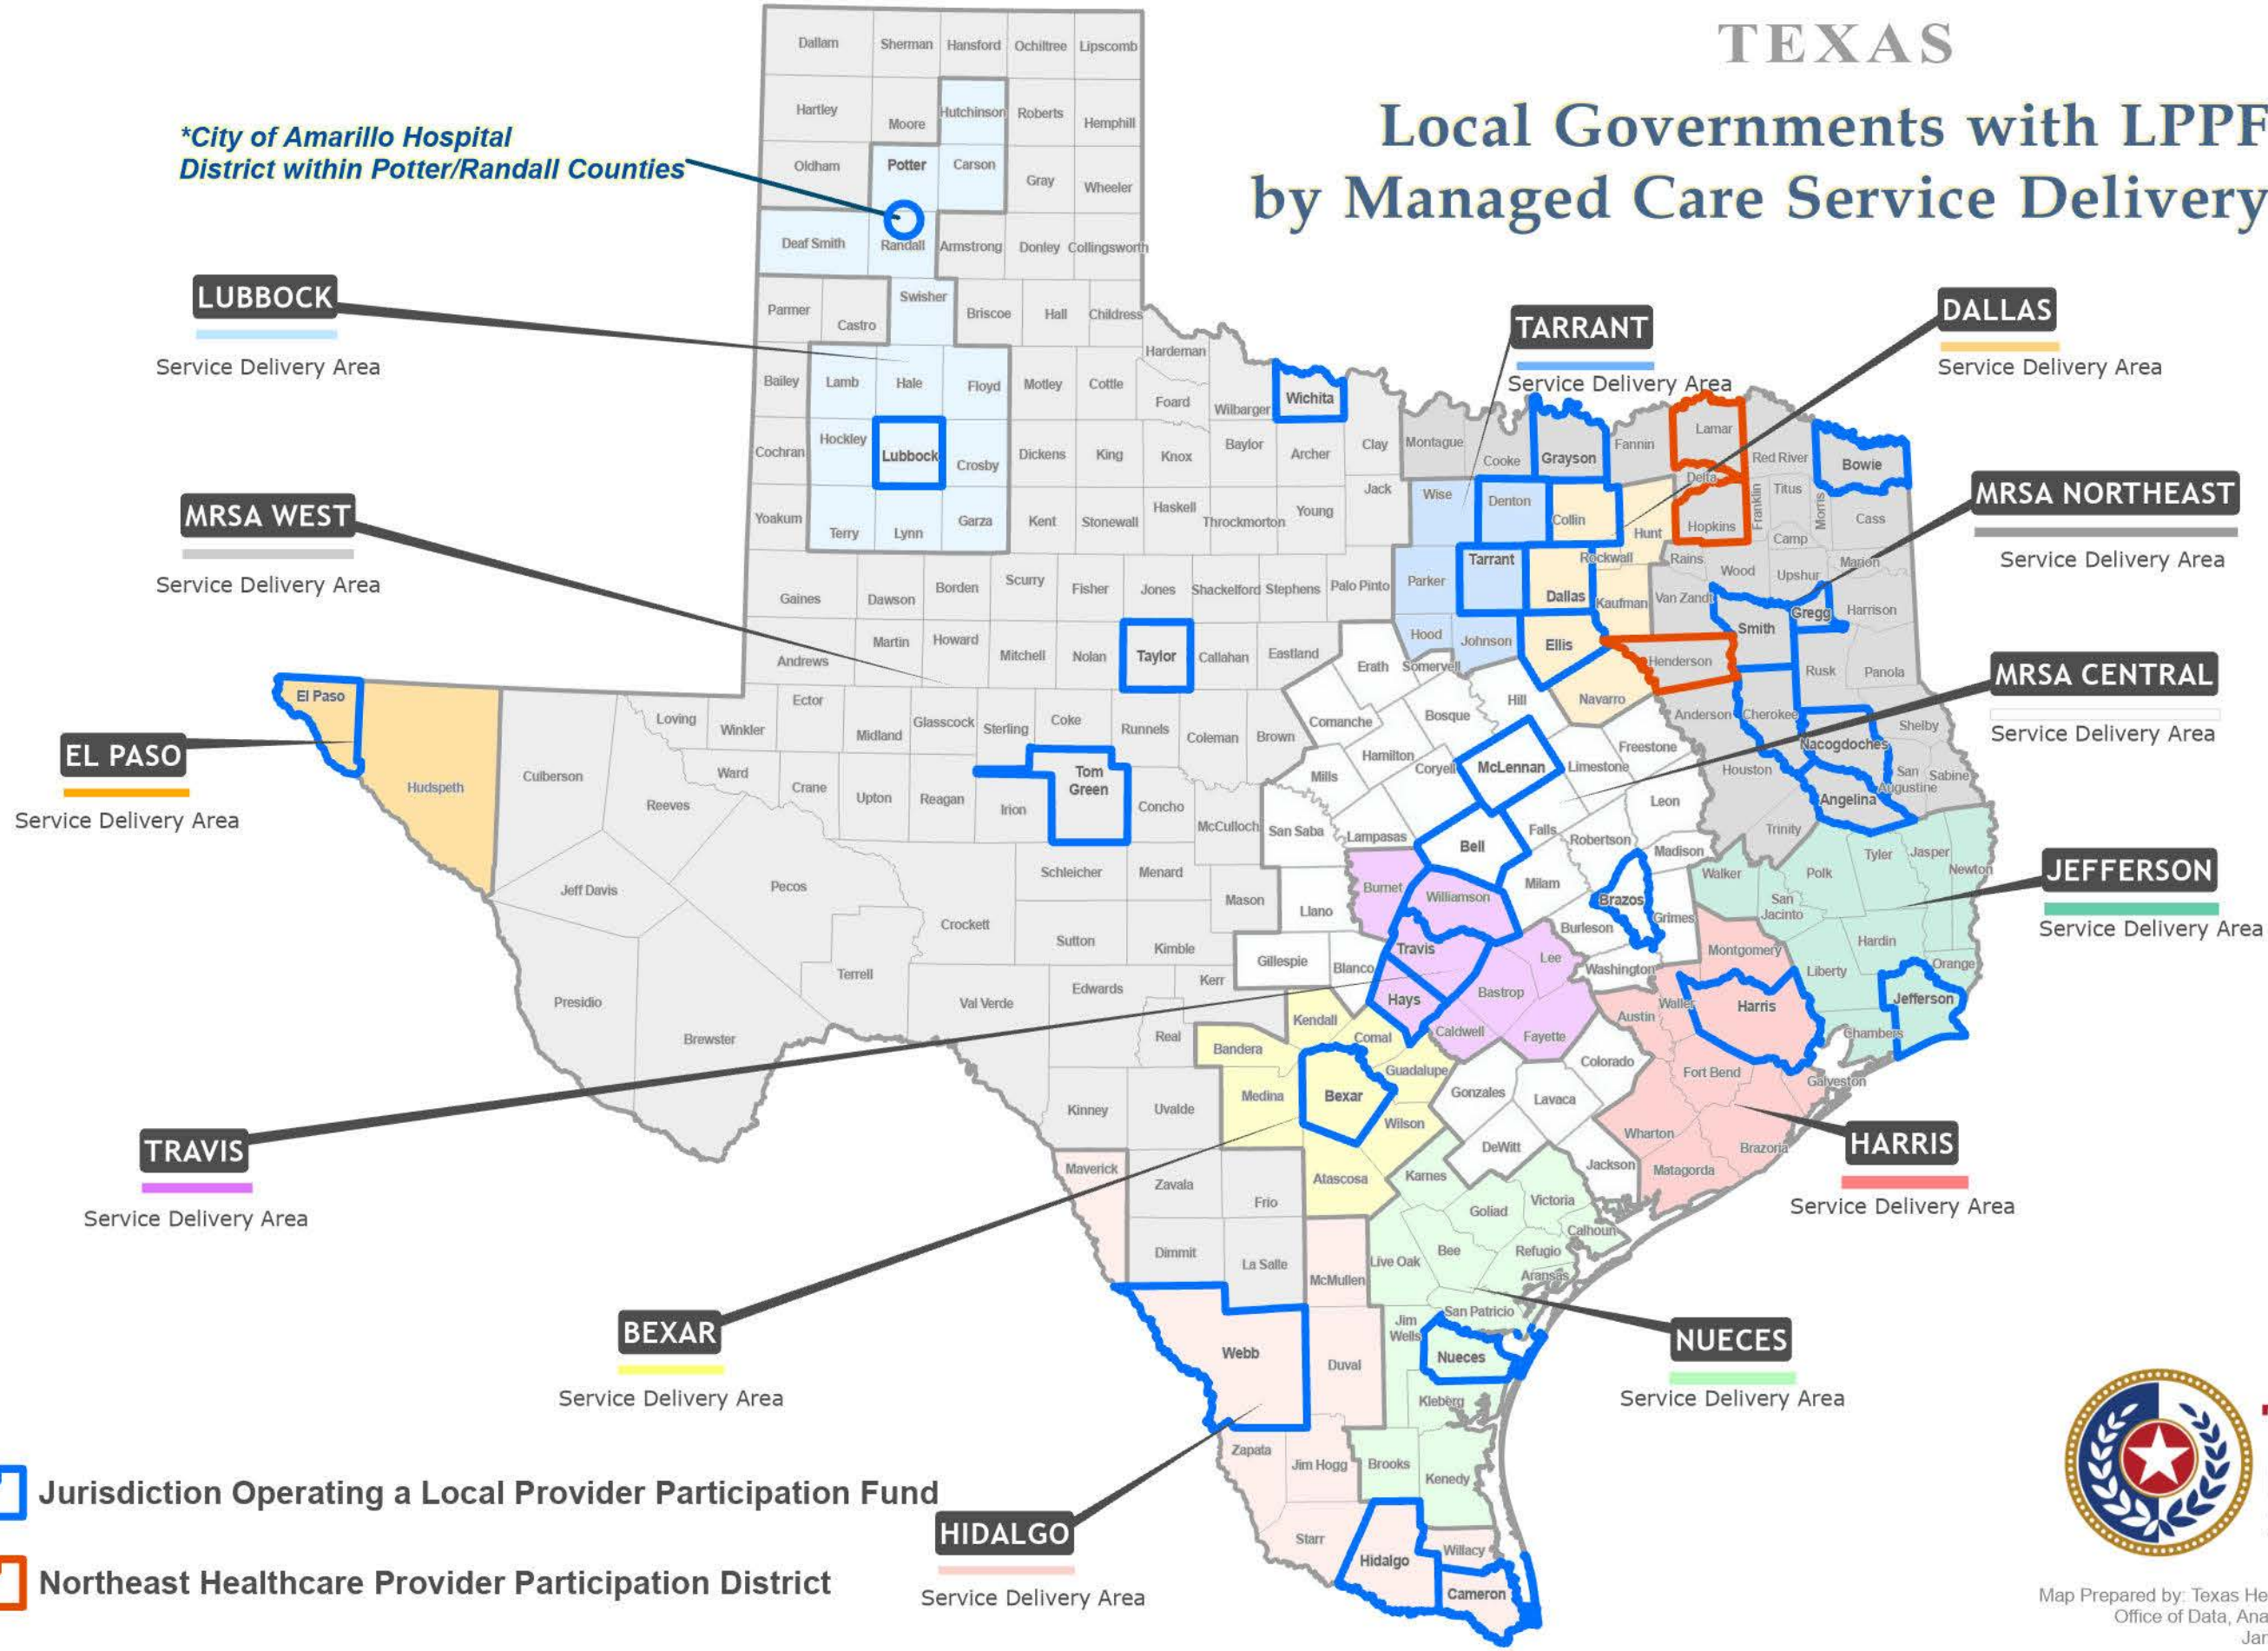 TEXAS
Local Governments with LPPF
by Managed Care Service Delivery
*City of Amarillo Hospital
District within Potter/Randall Counties
LUBBOCK
Service Delivery Area
MRSA WEST
Service Delivery Area
EL PASO
Service Delivery Area
TRAVIS
Service Delivery Area
BEXAR
Service Delivery Area
HIDALGO
Service Delivery Area
TARRANT
Service Delivery Area
DALLAS
Service Delivery Area
MRSA NORTHEAST
Service Delivery Area
MRSA CENTRAL
Service Delivery Area
JEFFERSON
Service Delivery Area
HARRIS
Service Delivery Area
NUECES
Service Delivery Area
Dallam
Sherman
Hansford
Ochiltree
Lipscomb
Hartley
Moore
Hutchinson
Roberts
Hemphill
Oldham
Potter
Carson
Gray
Wheeler
Deaf Smith
Randall
Armstrong
Donley
Collingsworth
Parmer
Castro
Swisher
Briscoe
Hall
Childress
Hardeman
Bailey
Lamb
Hale
Floyd
Motley
Cottle
Foard
Wilbarger
Wichita
Cochran
Hockley
Lubbock
Crosby
Dickens
King
Knox
Baylor
Archer
Clay
Montague
Cooke
Grayson
Fannin
Lamar
Red River
Bowie
Yoakum
Terry
Lynn
Garza
Kent
Stonewall
Haskell
Throckmorton
Young
Jack
Wise
Denton
Collin
Hunt
Delta
Hopkins
Franklin
Titus
Morris
Cass
Camp
Gaines
Dawson
Borden
Scurry
Fisher
Jones
Shackelford
Stephens
Palo Pinto
Parker
Tarrant
Dallas
Rockwall
Kaufman
Rains
Wood
Upshur
Marion
Van Zandt
Gregg
Harrison
Smith
Andrews
Martin
Howard
Mitchell
Nolan
Taylor
Callahan
Eastland
Erath
Hood
Somervell
Johnson
Ellis
Henderson
Rusk
Panola
El Paso
Hudspeth
Culberson
Loving
Winkler
Ector
Midland
Glasscock
Sterling
Coke
Runnels
Coleman
Brown
Comanche
Bosque
Hill
Navarro
Anderson
Cherokee
Shelby
Nacogdoches
Reeves
Ward
Crane
Upton
Reagan
Irion
Tom
Green
Concho
McCulloch
San Saba
Mills
Hamilton
Coryell
McLennan
Limestone
Freestone
Leon
Houston
Angelina
San
Augustine
Sabine
Trinity
Lampasas
Bell
Falls
Robertson
Madison
Walker
Polk
Tyler
Jasper
Newton
Jeff Davis
Pecos
Crockett
Schleicher
Menard
Mason
Llano
Burnet
Williamson
Milam
Brazos
Grimes
San
Jacinto
Hardin
Presidio
Brewster
Terrell
Val Verde
Sutton
Kimble
Edwards
Kerr
Gillespie
Blanco
Travis
Hays
Lee
Burleson
Washington
Montgomery
Liberty
Orange
Jefferson
Chambers
Bastrop
Caldwell
Fayette
Austin
Waller
Harris
Real
Bandera
Kendall
Comal
Guadalupe
Gonzales
Colorado
Fort Bend
Galveston
Kinney
Uvalde
Medina
Bexar
Wilson
Lavaca
Wharton
Brazoria
Matagorda
Maverick
Zavala
Frio
Atascosa
Karnes
DeWitt
Jackson
Victoria
Goliad
Calhoun
Dimmit
La Salle
McMullen
Live Oak
Bee
Refugio
Aransas
San Patricio
Webb
Duval
Jim
Wells
Nueces
Kleberg
Zapata
Jim Hogg
Brooks
Kenedy
Starr
Hidalgo
Willacy
Cameron
Jurisdiction Operating a Local Provider Participation Fund
Northeast Healthcare Provider Participation District
Map Prepared by: Texas He
Office of Data, Ana
Jan